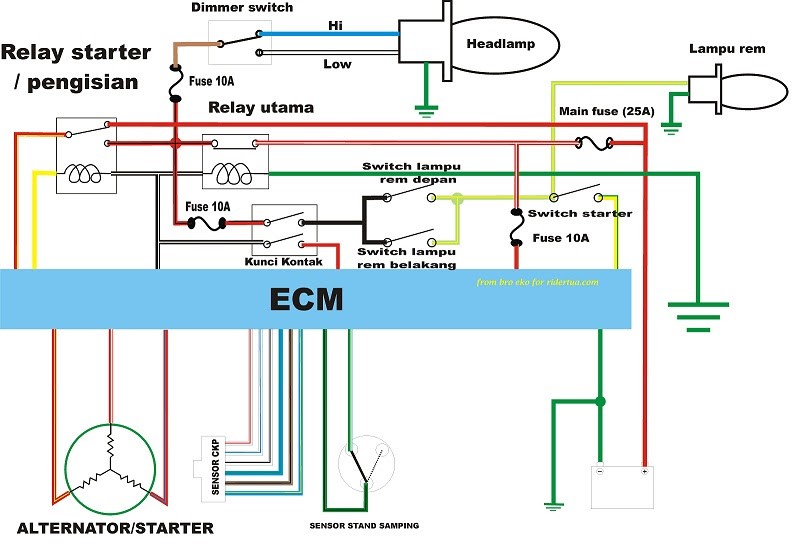 Dimmer switch
Hi
Low
Headlamp
Lampu rem
Relay starter
/ pengisian
Fuse 10A
Relay utama
Main fuse (25A)
Switch lampu
rem depan
Fuse 10A
Switch starter
Fuse 10A
Kunci Kontak
Switch lampu
rem belakang
ECM
from bro eko for ridertua.com
SENSOR CKP
- +
ALTERNATOR/STARTER
SENSOR STAND SAMPING